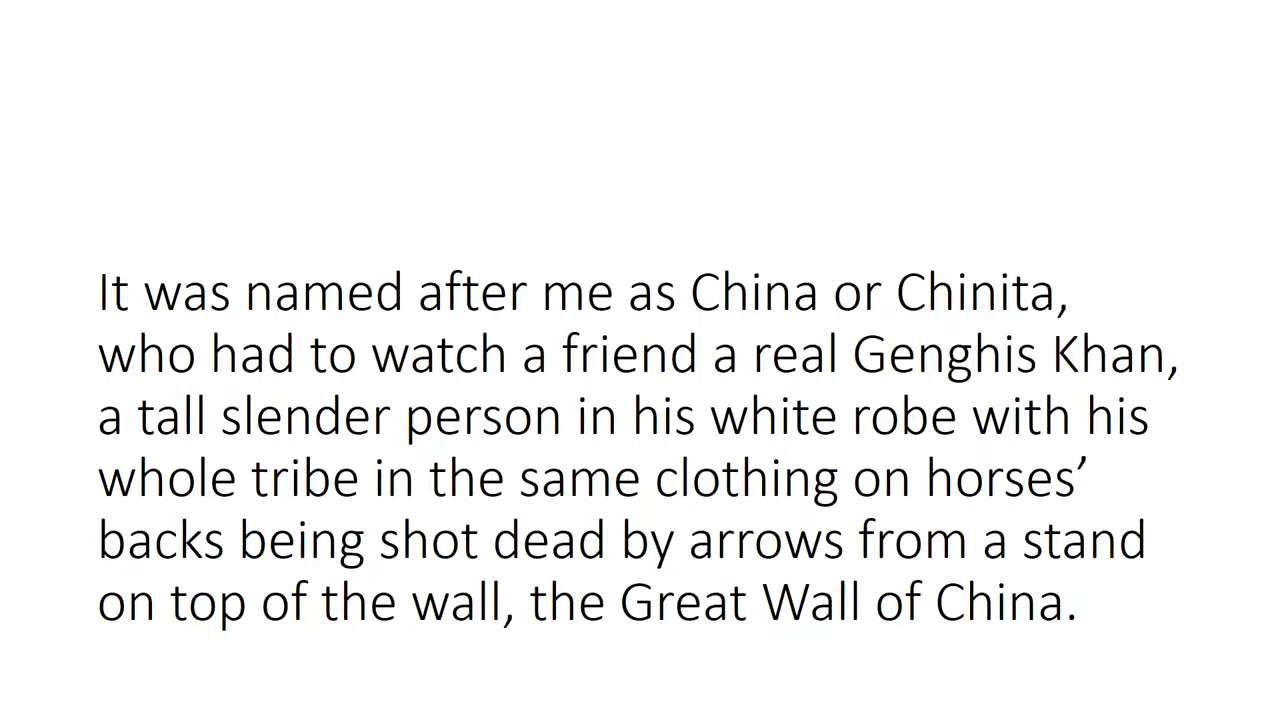 It was named after me as China or Chinita,
who had to watch a friend a real Genghis Khan,
a tall slender person in his white robe with his
whole tribe in the same clothing on horses’
backs being shot dead by arrows from a stand
on top of the wall, the Great Wall of China.